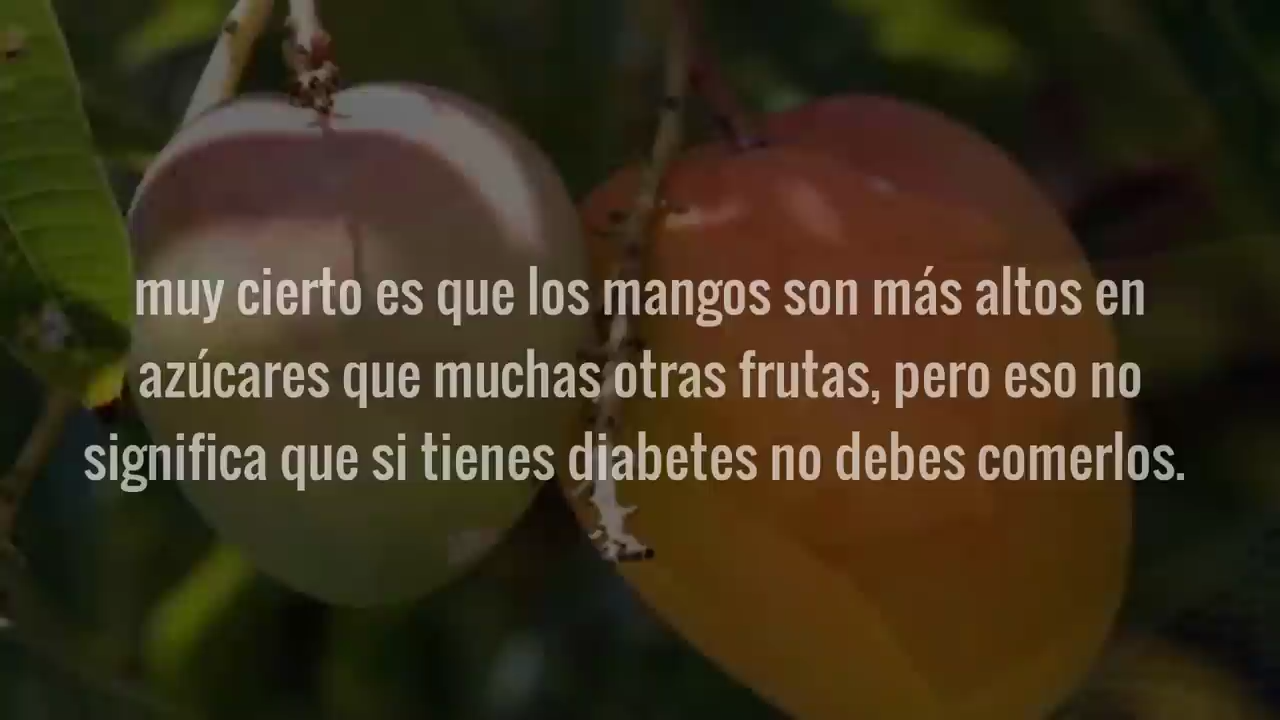 muy cierto es que los mangos son más altos en
azúcares que muchas otras frutas, pero eso no
significa que si tienes diabetes no debes comerlos.